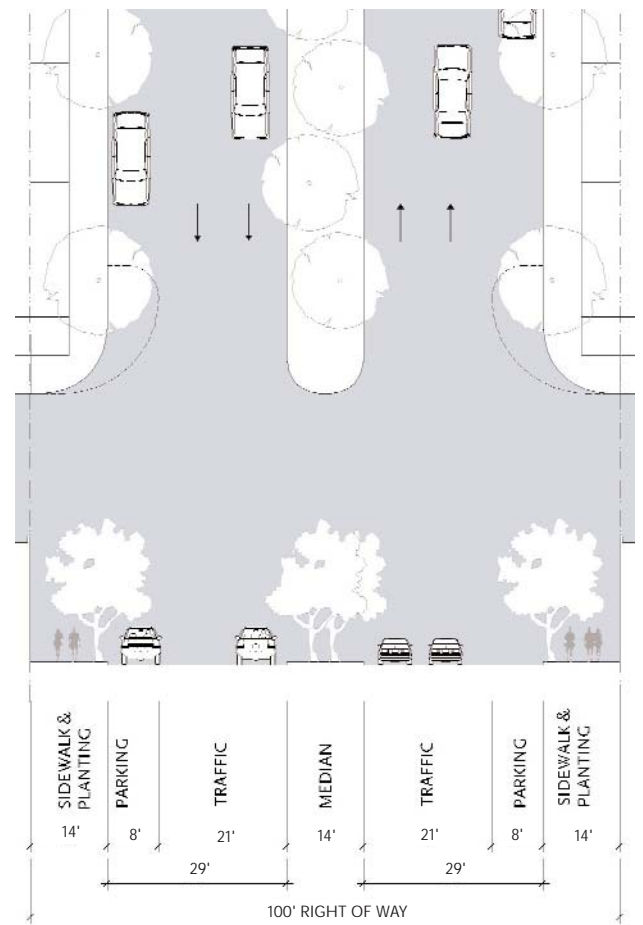 SIDEWALK &
PLANTING
PARKING
TRAFFIC
MEDIAN
TRAFFIC
PARKING
SIDEWALK &
PLANTING
14' 8' 21' 14' 21' 8' 14'
29' 29'
100' RIGHT OF WAY